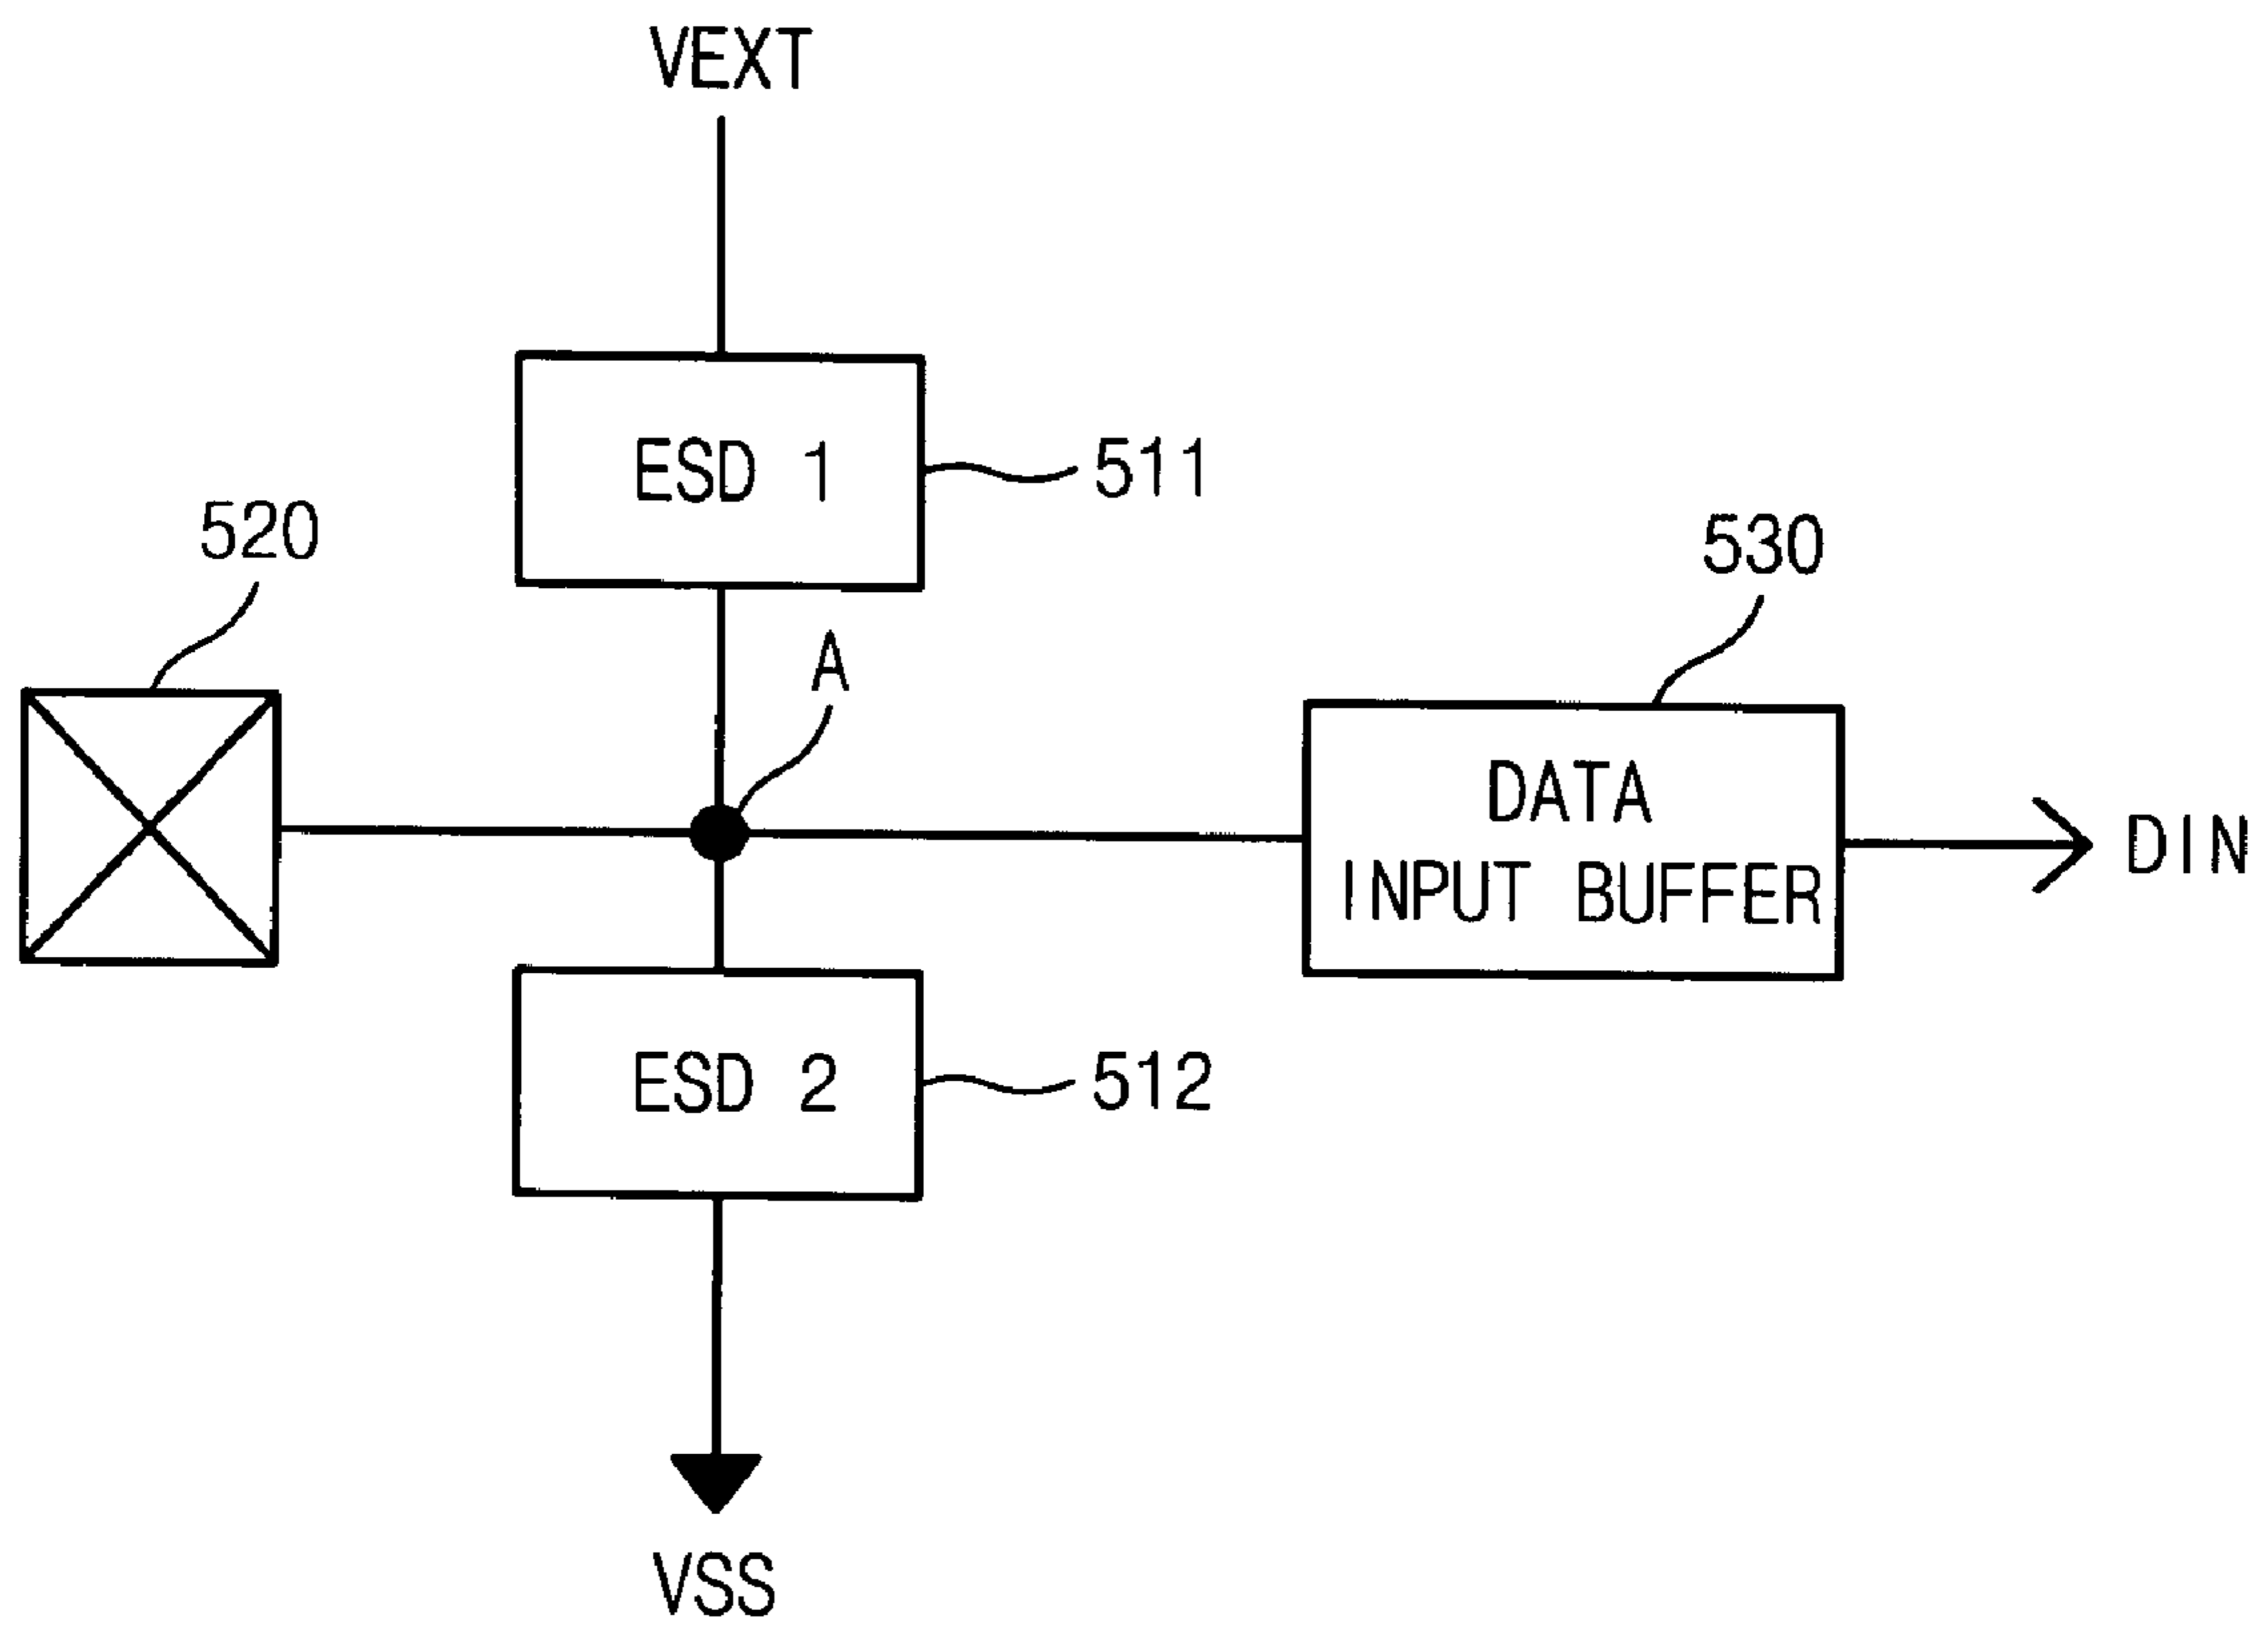 VEXT
ESD 1
511
520
530
A
DATA
INPUT BUFFER
DIN
ESD 2
512
VSS